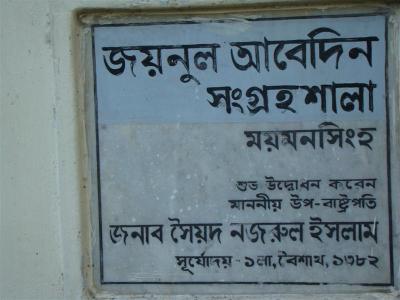 জয়নুল আবেদিন
সংগ্রহশালা
ময়মনসিংহ
শুভ উদ্বোধন করেন
মাননীয় উপ-রাষ্ট্রপতি
জনাব সৈয়দ নজরুল ইসলাম
সূর্যোদয় - ১লা, বৈশাখ, ১৩৮২